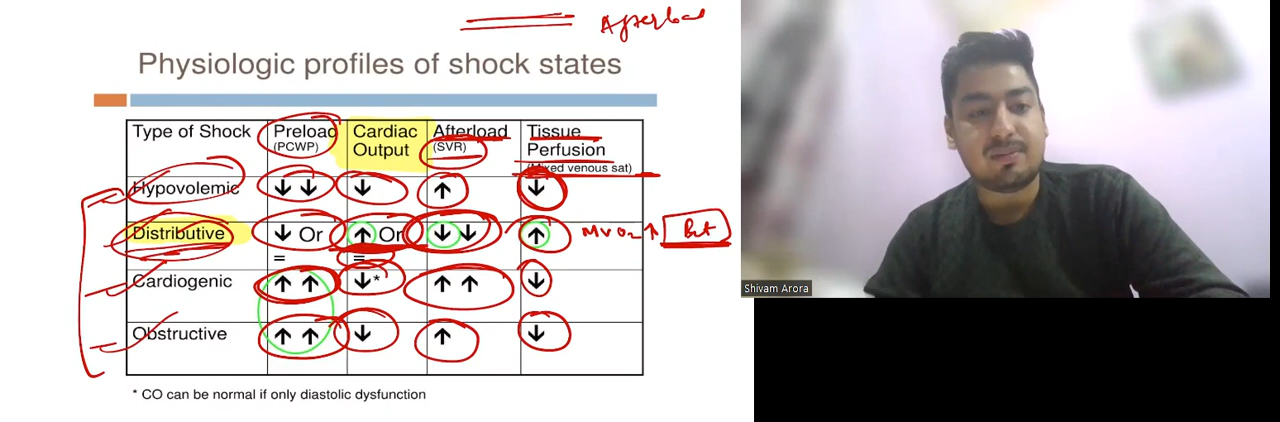 Afterload
Physiologic profiles of shock states
Type of Shock Preload Cardiac Afterload Tissue
(PCWP) Output (SVR) Perfusion
(Mixed venous sat)
Hypovolemic ↓ ↓ ↓ ↑ ↓
Distributive ↓ Or ↑ Or ↓ ↓ ↑ MVO2 ↑ But
= =
Cardiogenic ↑ ↑ ↓* ↑ ↑ ↓
Obstructive ↑ ↑ ↓ ↑ ↓
* CO can be normal if only diastolic dysfunction
Shivam Arora